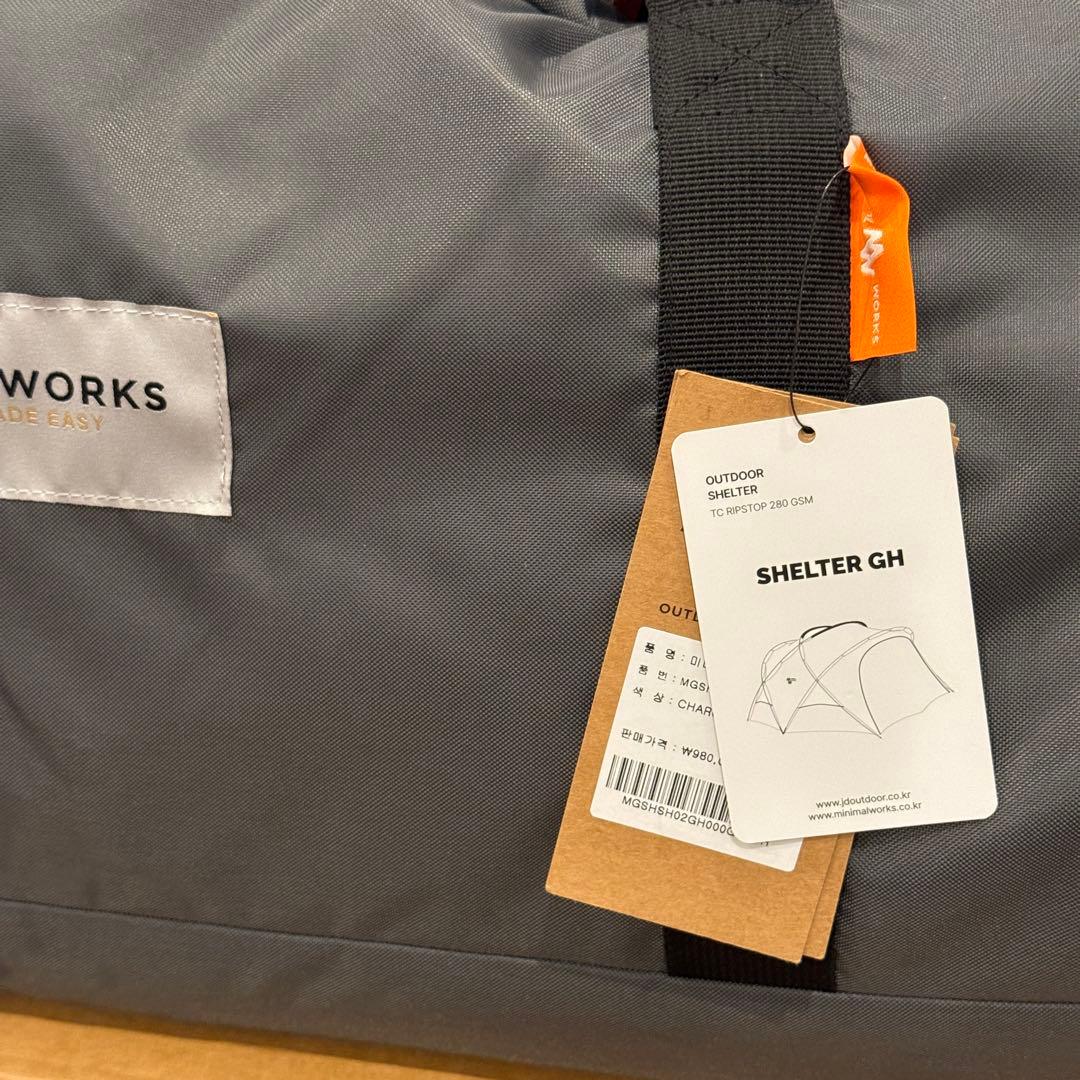 WORKS
ADE EASY
WORKS
OUTDOOR
SHELTER
TC RIPSTOP 280 GSM
SHELTER GH
www.jdoutdoor.co.kr
www.minimalworks.co.kr
OUT
품 명 : 미
품 번 : MGS
색 상 : CHAR
판매가격 : ₩980,
MGSHSH02GH000